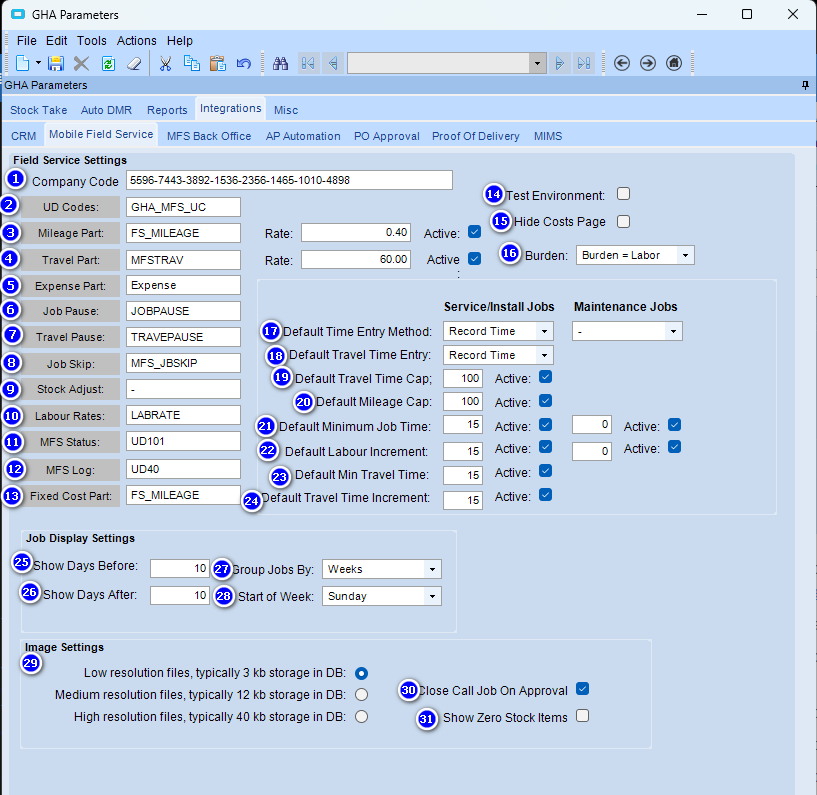 GHA Parameters
File Edit Tools Actions Help
GHA Parameters
Stock Take Auto DMR Reports Integrations Misc
CRM Mobile Field Service MFS Back Office AP Automation PO Approval Proof Of Delivery MIMS
Field Service Settings
1 Company Code 5596-7443-3892-1536-2356-1465-1010-4898
14 Test Environment:
2 UD Codes: GHA_MFS_UC
15 Hide Costs Page
3 Mileage Part: FS_MILEAGE Rate: 0.40 Active:
16 Burden: Burden = Labor
4 Travel Part: MFSTRAV Rate: 60.00 Active :
5 Expense Part: Expense
6 Job Pause: JOBPAUSE
7 Travel Pause: TRAVEPAUSE
8 Job Skip: MFS_JBSKIP
9 Stock Adjust: -
10 Labour Rates: LABRATE
11 MFS Status: UD101
12 MFS Log: UD40
13 Fixed Cost Part: FS_MILEAGE
Service/Install Jobs Maintenance Jobs
17 Default Time Entry Method: Record Time -
18 Default Travel Time Entry: Record Time
19 Default Travel Time Cap; 100 Active:
20 Default Mileage Cap: 100 Active:
21 Default Minimum Job Time: 15 Active: 0 Active:
22 Default Labour Increment: 15 Active: 0 Active:
23 Default Min Travel Time: 15 Active:
24 Default Travel Time Increment: 15 Active:
Job Display Settings
25 Show Days Before: 10 27 Group Jobs By: Weeks
26 Show Days After: 10 28 Start of Week: Sunday
Image Settings
29
Low resolution files, typically 3 kb storage in DB:
Medium resolution files, typically 12 kb storage in DB:
High resolution files, typically 40 kb storage in DB:
30 Close Call Job On Approval
31 Show Zero Stock Items